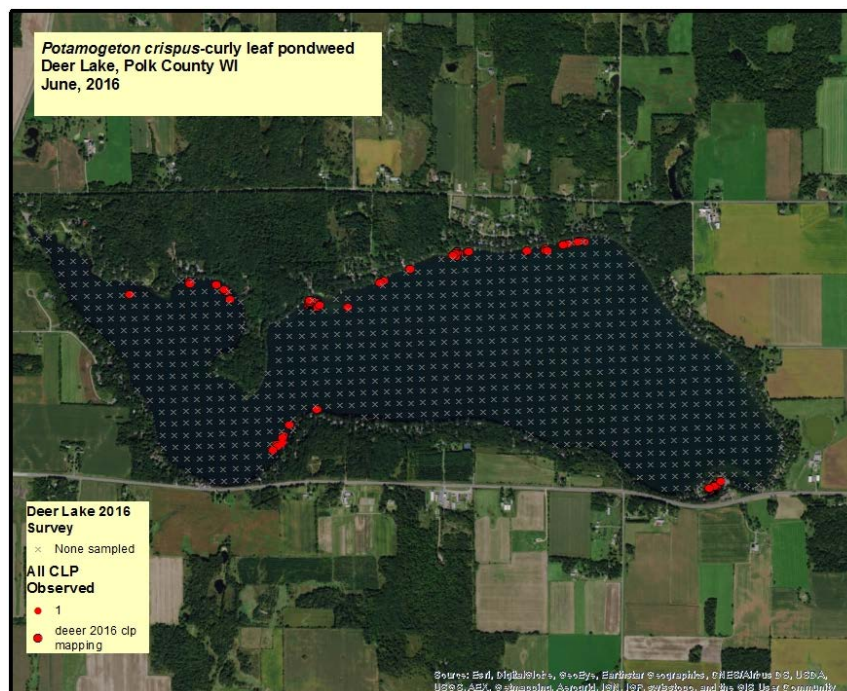 Potamogeton crispus-curly leaf pondweed
Deer Lake, Polk County WI
June, 2016
Deer Lake 2016
Survey
None sampled
All CLP
Observed
1
deeer 2016 clp
mapping
Source: Esri, DigitalGlobe, GeoEye, Earthstar Geographics, CNES/Airbus DS, USDA,
USGS, AEX, Getmapping, Aerogrid, IGN, IGP, swisstopo, and the GIS User Community